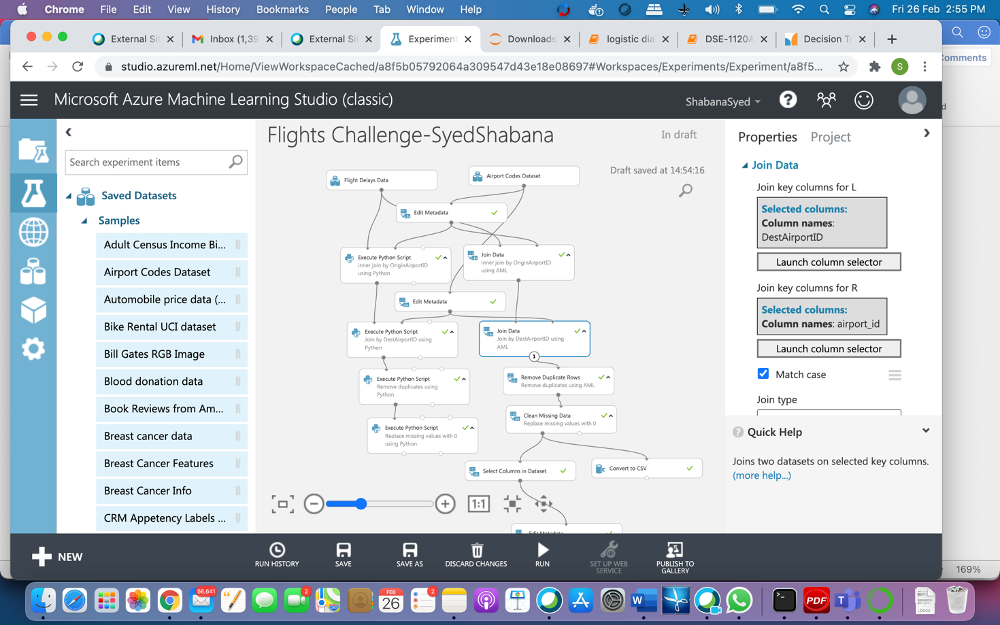 Chrome File Edit View History Bookmarks People Tab Window Help
Fri 26 Feb 2:55 PM
External Sit
Inbox (1,39
External Sit
Experiment
Downloads
logistic dia
DSE-1120A
Decision Tr
studio.azureml.net/Home/ViewWorkspaceCached/a8f5b05792064a309547d43e18e08697#Workspaces/Experiments/Experiment/a8f5...
S
omments
Microsoft Azure Machine Learning Studio (classic)
ShabanaSyed
?
d
Search experiment items
Saved Datasets
Samples
Adult Census Income Bi...
Airport Codes Dataset
Automobile price data (...
Bike Rental UCI dataset
Bill Gates RGB Image
Blood donation data
Book Reviews from Am...
Breast cancer data
Breast Cancer Features
Breast Cancer Info
CRM Appetency Labels ...
Flights Challenge-SyedShabana
In draft
Draft saved at 14:54:16
Flight Delays Data
Airport Codes Dataset
Edit Metadata
Execute Python Script
inner join by OriginAirportID
using Python
Join Data
inner join by OriginAirportID
using AML
Edit Metadata
Execute Python Script
Join by DestAirportID using
Python
Join Data
Join by DestAirportID using
AML
1
Execute Python Script
Remove duplicates using
Python
Remove Duplicate Rows
Remove duplicates using AML
Clean Missing Data
Replace missing values with 0
Execute Python Script
Reolace missing values with 0
using Python
Select Columns in Dataset
Convert to CSV
Edit Metadata
1:1
Properties Project
Join Data
Join key columns for L
Selected columns:
Column names:
DestAirportID
Launch column selector
Join key columns for R
Selected columns:
Column names: airport_id
Launch column selector
Match case
Join type
? Quick Help
Joins two datasets on selected key columns.
(more help...)
NEW
RUN HISTORY
SAVE
SAVE AS
DISCARD CHANGES
RUN
SET UP WEB
SERVICE
PUBLISH TO
GALLERY
169%
56,641
2
FEB
26
2
W
PDF
T
.DOCX